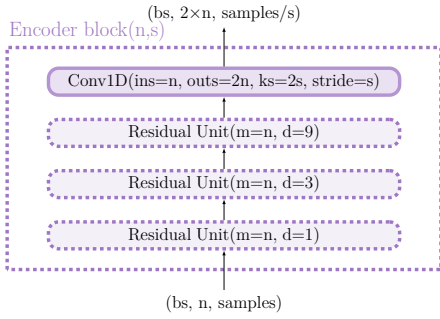 (bs, 2×n, samples/s)
Encoder block(n,s)
Conv1D(ins=n, outs=2n, ks=2s, stride=s)
Residual Unit(m=n, d=9)
Residual Unit(m=n, d=3)
Residual Unit(m=n, d=1)
(bs, n, samples)